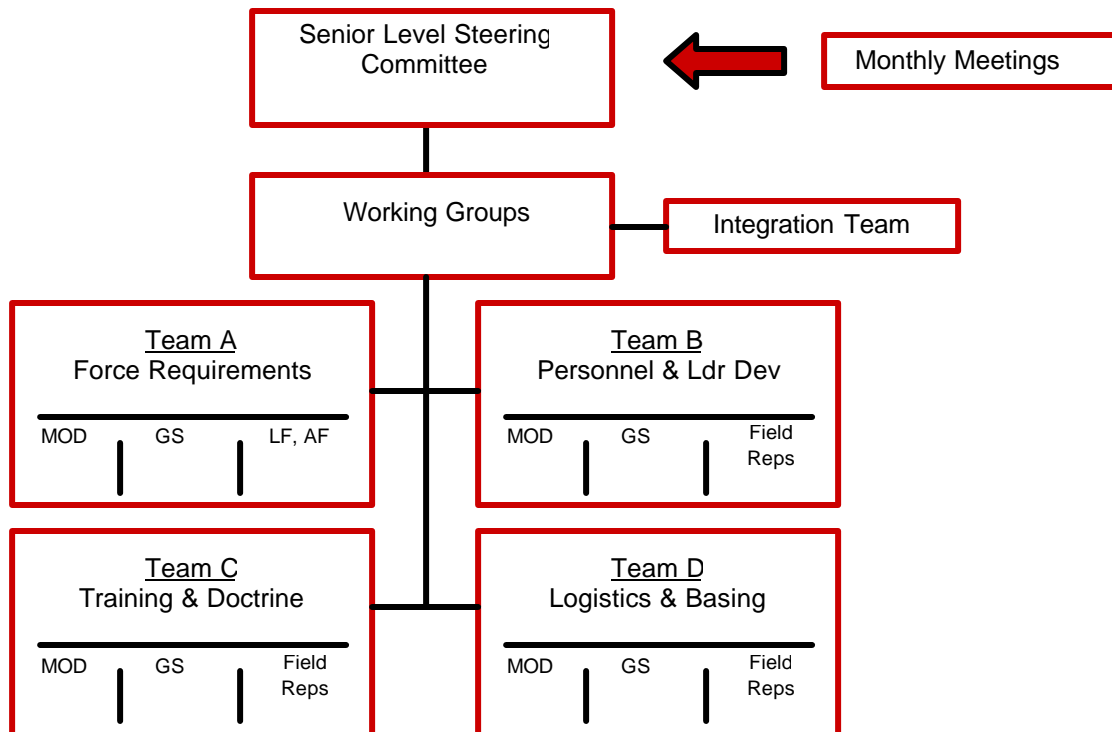 Senior Level Steering
Committee
Monthly Meetings
Working Groups
Integration Team
Team A
Force Requirements
MOD GS LF, AF
Team B
Personnel & Ldr Dev
MOD GS Field
Reps
Team C
Training & Doctrine
MOD GS Field
Reps
Team D
Logistics & Basing
MOD GS Field
Reps